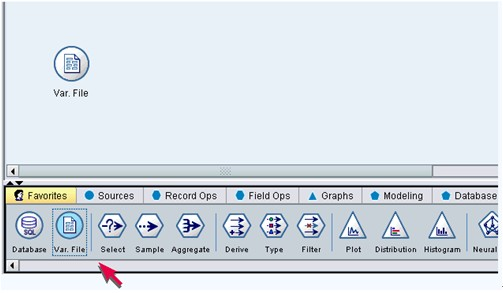 Var. File
Favorites Sources Record Ops Field Ops Graphs Modeling Database
SQL
Database Var. File Select Sample Aggregate Derive Type Filter Plot Distribution Histogram Neural